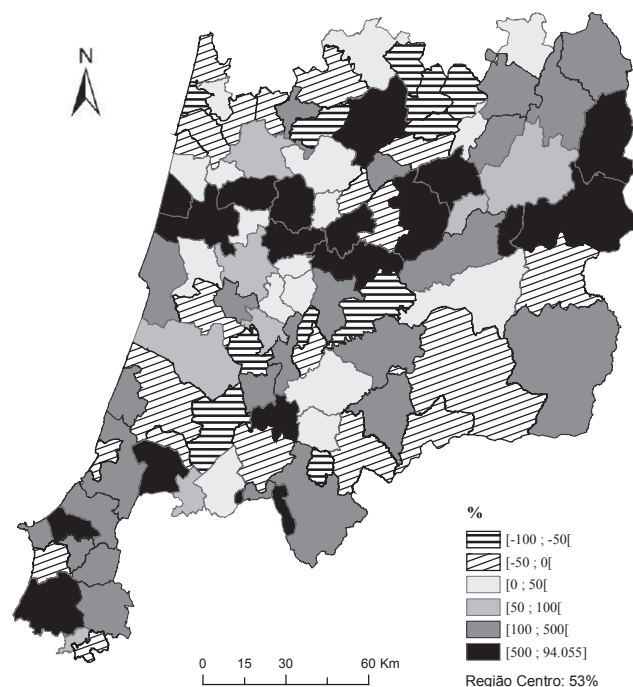 N
%
[-100 ; -50[
[-50 ; 0[
[0 ; 50[
[50 ; 100[
[100 ; 500[
[500 ; 94.055]
0 15 30 60 Km
Região Centro: 53%